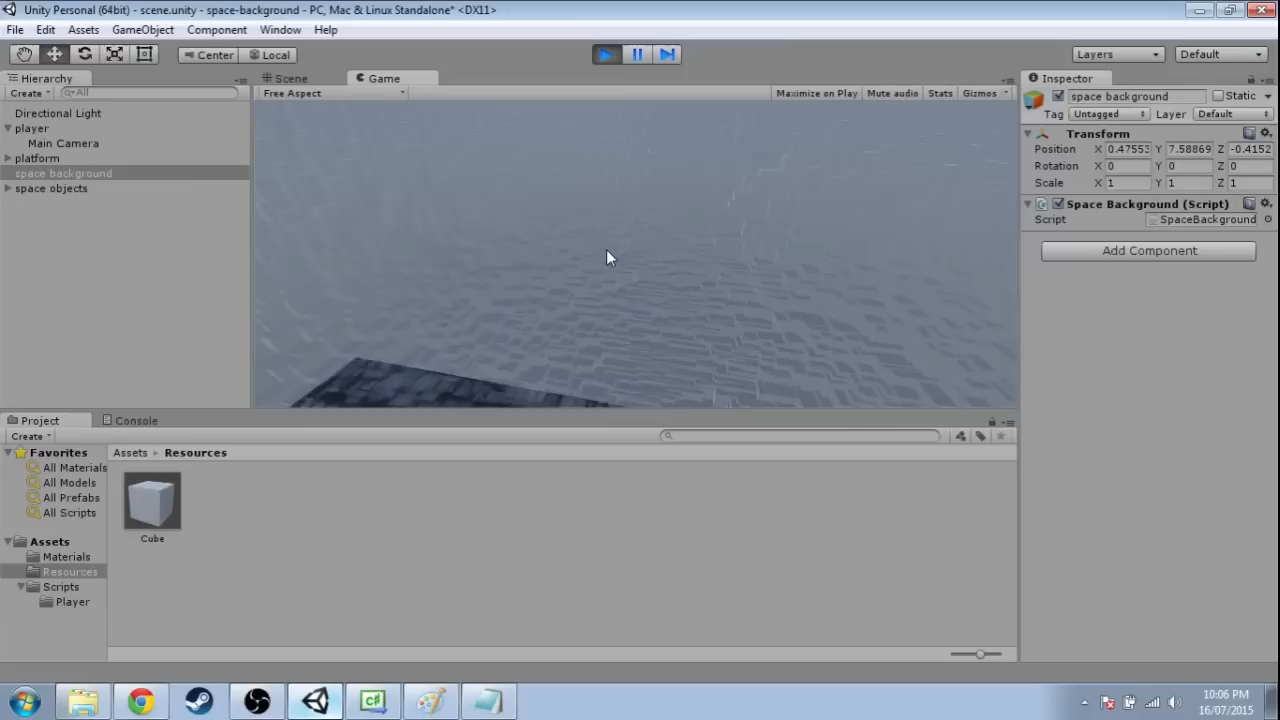 Unity Personal (64bit) - scene.unity - space-background - PC, Mac & Linux Standalone* <DX11>
File Edit Assets GameObject Component Window Help
Center Local Layers Default
Hierarchy Scene Game Inspector
Create All Free Aspect Maximize on Play Mute audio Stats Gizmos space background Static
Directional Light Tag Untagged Layer Default
player Transform
Main Camera Position X 0.47553 Y 7.58869 Z -0.4152
platform Rotation X 0 Y 0 Z 0
space background Scale X 1 Y 1 Z 1
space objects Space Background (Script)
Script SpaceBackground
Add Component
Project Console
Create
Favorites Assets Resources
All Materials
All Models
All Prefabs
All Scripts
Cube
Assets
Materials
Resources
Scripts
Player
C#
10:06 PM
16/07/2015